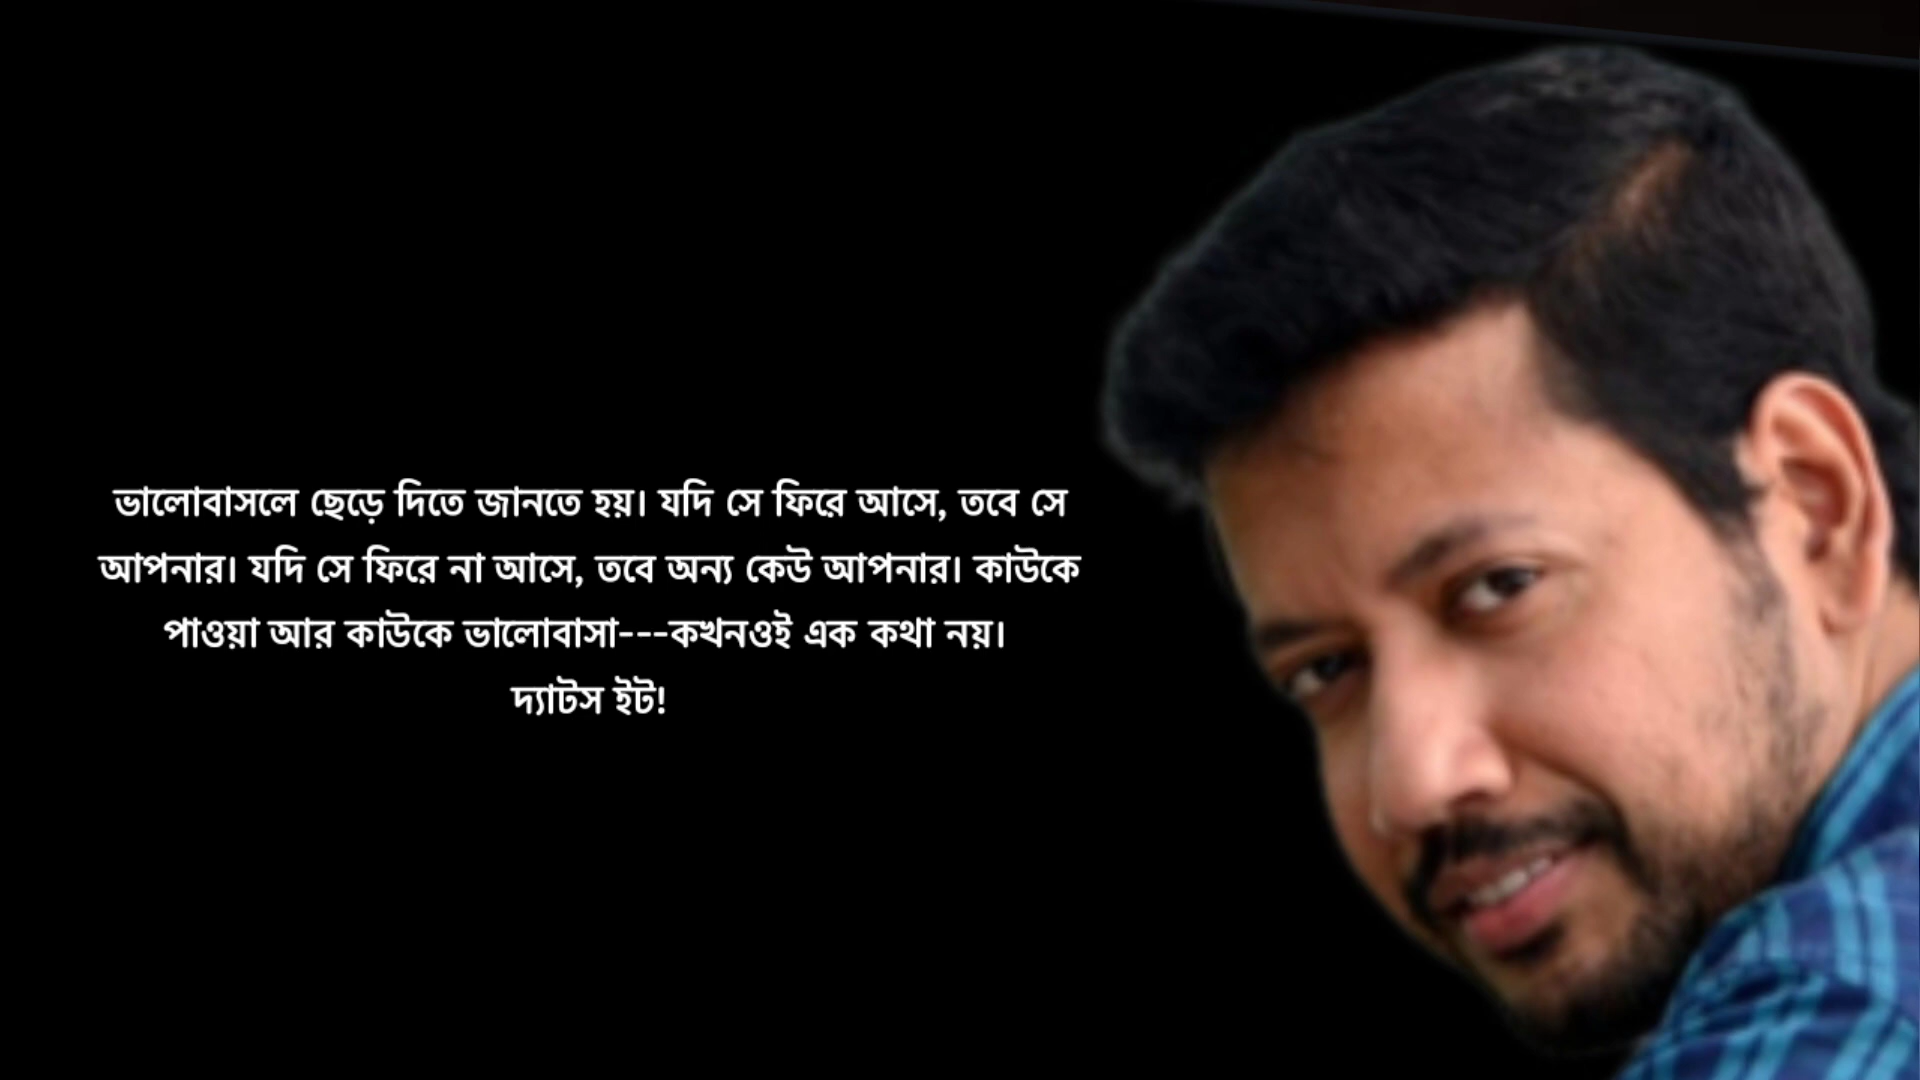 ভালোবাসলে ছেড়ে দিতে জানতে হয়। যদি সে ফিরে আসে, তবে সে
আপনার। যদি সে ফিরে না আসে, তবে অন্য কেউ আপনার। কাউকে
পাওয়া আর কাউকে ভালোবাসা---কখনওই এক কথা নয়।
দ্যাটস ইট!